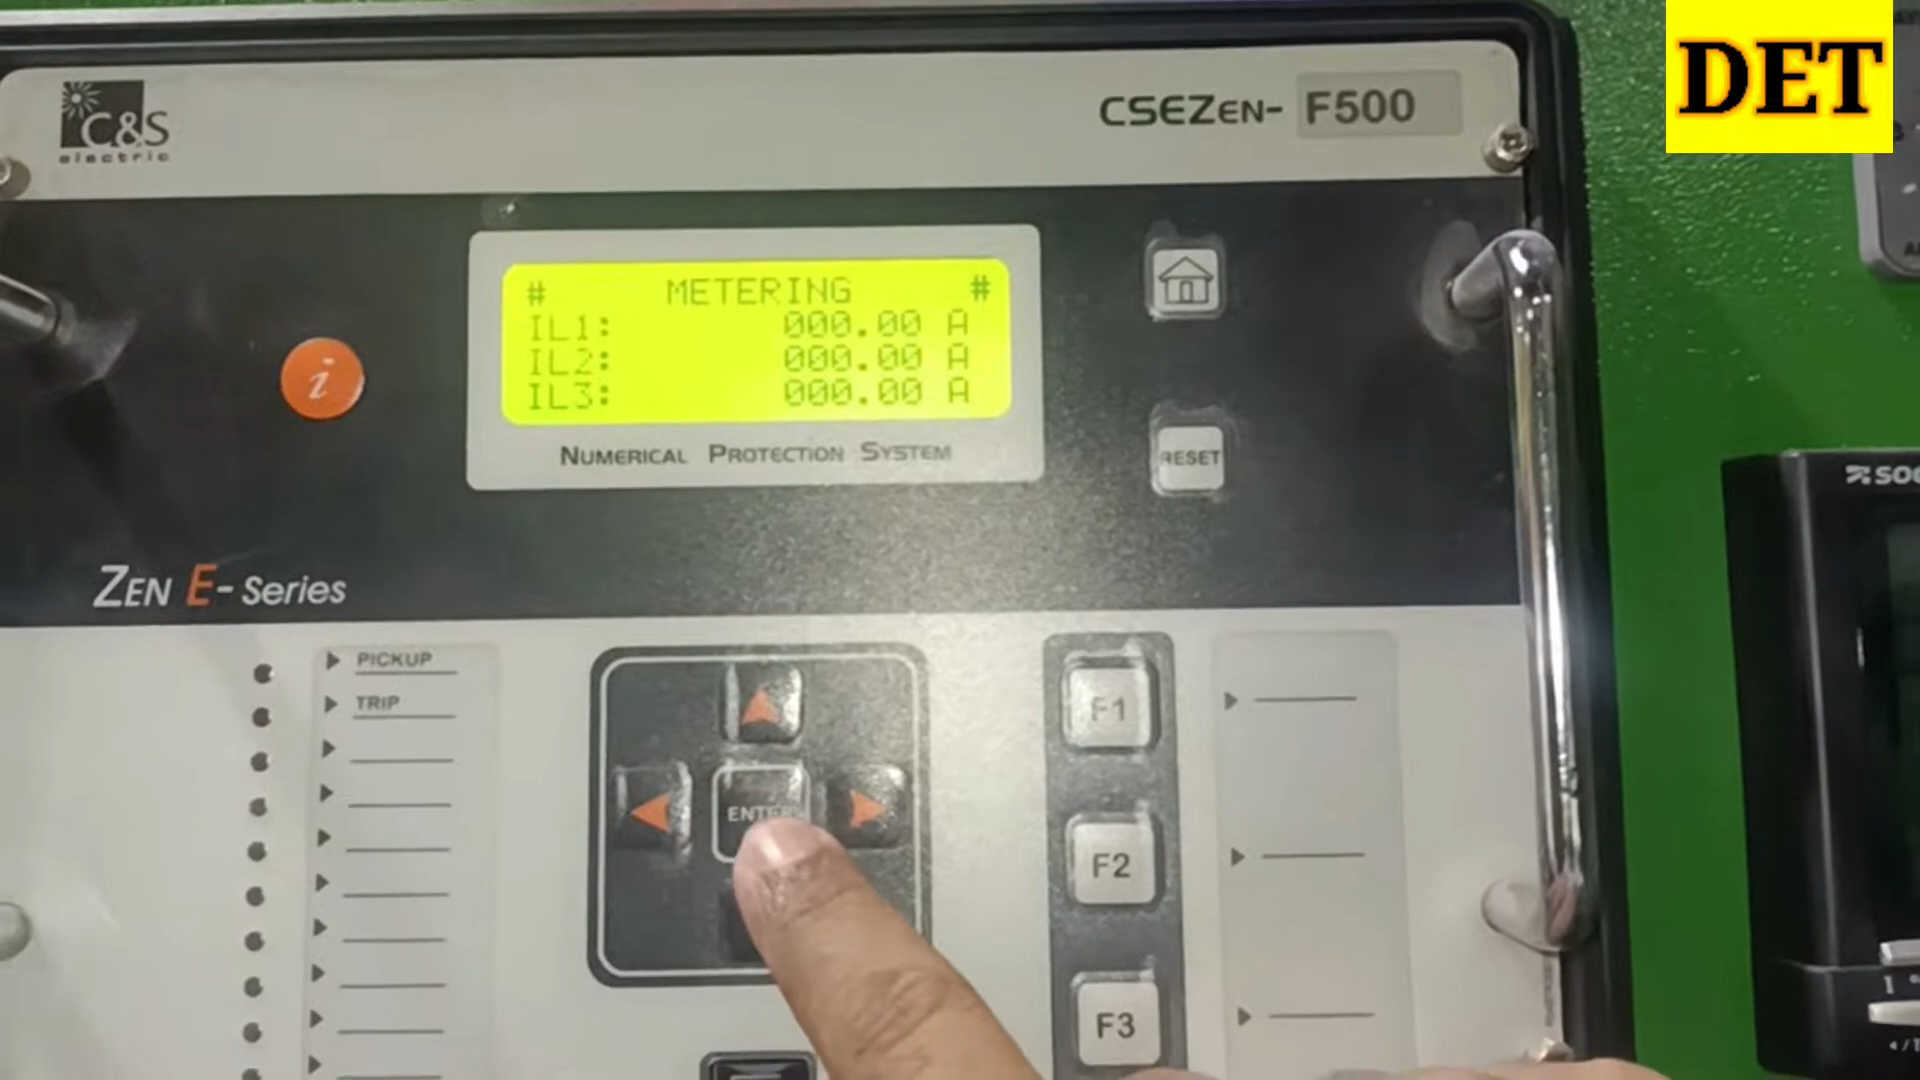 C&S
electric
CSEZEN- F500
DET
# METERING #
IL1: 000.00 A
IL2: 000.00 A
IL3: 000.00 A
NUMERICAL PROTECTION SYSTEM
i
RESET
ZEN E- Series
PICKUP
TRIP
ENTER
F1
F2
F3